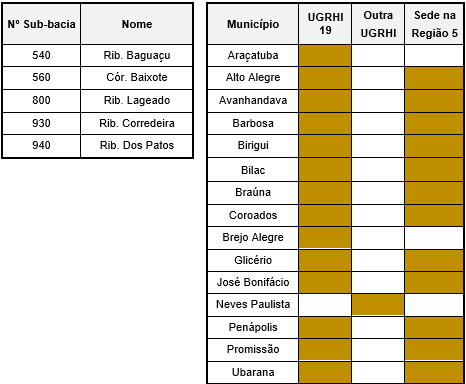 Nº Sub-bacia Nome
540 Rib. Baguaçu
560 Cór. Baixote
800 Rib. Lageado
930 Rib. Corredeira
940 Rib. Dos Patos
Município UGRHI 19 Outra UGRHI Sede na Região 5
Araçatuba
Alto Alegre
Avanhandava
Barbosa
Birigui
Bilac
Braúna
Coroados
Brejo Alegre
Glicério
José Bonifácio
Neves Paulista
Penápolis
Promissão
Ubarana